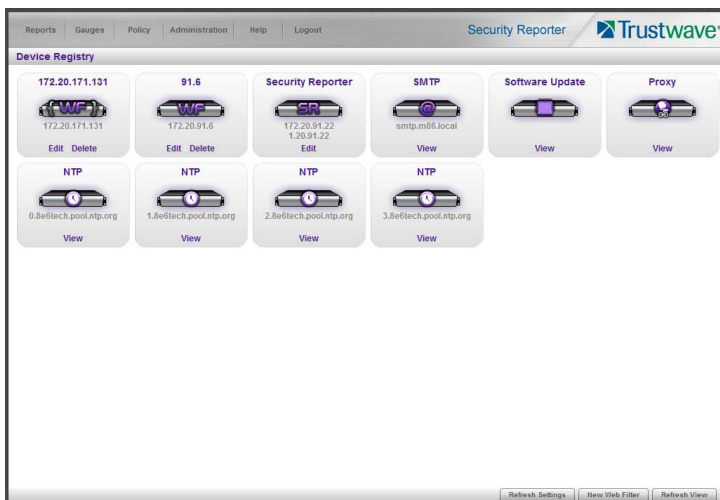 Reports Gauges Policy Administration Help Logout Security Reporter Trustwave
Device Registry
172.20.171.131
{WF}
172.20.171.131
Edit Delete
91.6
WF
172.20.91.6
Edit Delete
Security Reporter
SR
172.20.91.22
1.20.91.22
Edit
SMTP
@
smtp.m86.local
View
Software Update
View
Proxy
View
NTP
0.8e6tech.pool.ntp.org
View
NTP
1.8e6tech.pool.ntp.org
View
NTP
2.8e6tech.pool.ntp.org
View
NTP
3.8e6tech.pool.ntp.org
View
Refresh Settings New Web Filter Refresh View